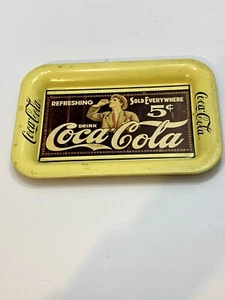 REFRESHING
SOLD EVERYWHERE
5¢
DRINK
Coca-Cola
Coca-Cola
Coca-Cola